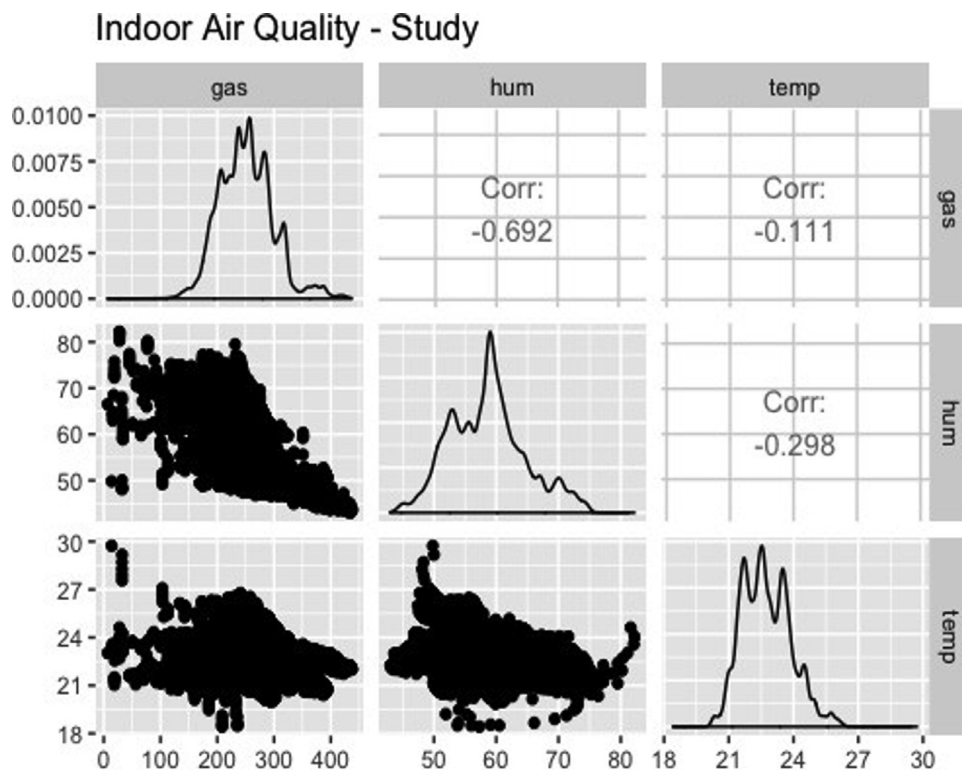 Indoor Air Quality - Study
gas hum temp
0.0100
0.0075
0.0050
0.0025
0.0000
Corr:
-0.692
Corr:
-0.111
gas
80
70
60
50
Corr:
-0.298
hum
30
27
24
21
18
temp
0 100 200 300 400
50 60 70 80
18 21 24 27 30